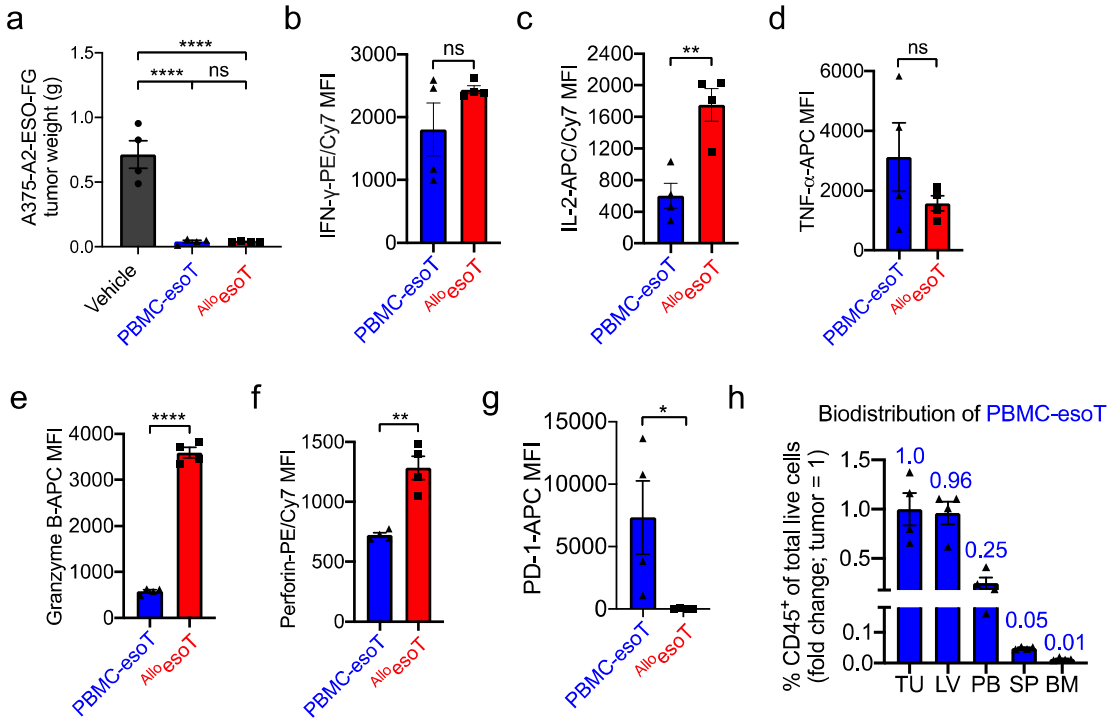 a
A375-A2-ESO-FG
tumor weight (g)
1.5
1.0
0.5
0.0
****
****
ns
Vehicle
PBMC-esoT
AlloesoT
b
IFN-γ-PE/Cy7 MFI
3000
2000
1000
0
ns
PBMC-esoT
AlloesoT
c
IL-2-APC/Cy7 MFI
2400
2000
1600
1200
800
400
0
**
PBMC-esoT
AlloesoT
d
TNF-α-APC MFI
6000
4000
2000
0
ns
PBMC-esoT
AlloesoT
e
Granzyme B-APC MFI
4000
3000
2000
1000
0
****
PBMC-esoT
AlloesoT
f
Perforin-PE/Cy7 MFI
1500
1000
500
0
**
PBMC-esoT
AlloesoT
g
PD-1-APC MFI
15000
10000
5000
0
*
PBMC-esoT
AlloesoT
h
Biodistribution of PBMC-esoT
% CD45+ of total live cells
(fold change; tumor = 1)
1.5
1.0
0.5
0.1
0.0
1.0
0.96
0.25
0.05
0.01
TU LV PB SP BM